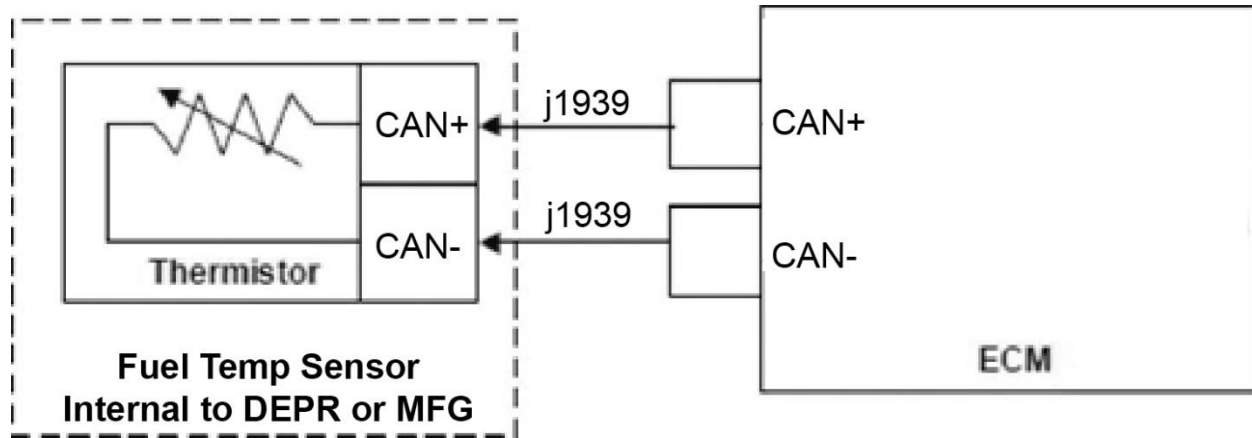 j1939
CAN+
CAN+
j1939
CAN-
CAN-
Thermistor
Fuel Temp Sensor
Internal to DEPR or MFG
ECM